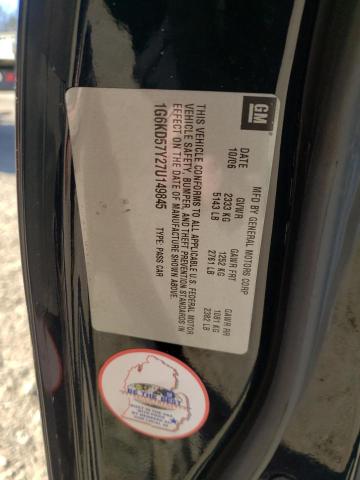 GM
MFD BY GENERAL MOTORS CORP
DATE GVWR GAWR FRT GAWR RR
10/06 2333 KG 1252 KG 1081 KG
5143 LB 2761 LB 2382 LB
THIS VEHICLE CONFORMS TO ALL APPLICABLE U.S. FEDERAL MOTOR
VEHICLE SAFETY, BUMPER, AND THEFT PREVENTION STANDARDS IN
EFFECT ON THE DATE OF MANUFACTURE SHOWN ABOVE.
1G6KD57Y27U149845 TYPE: PASS CAR
BE THE BEST